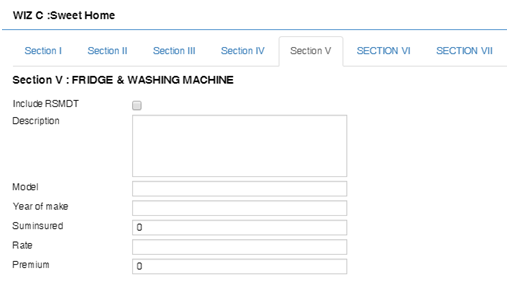 WIZ C :Sweet Home
Section I Section II Section III Section IV Section V SECTION VI SECTION VII
Section V : FRIDGE & WASHING MACHINE
Include RSMDT
Description
Model
Year of make
Suminsured 0
Rate
Premium 0